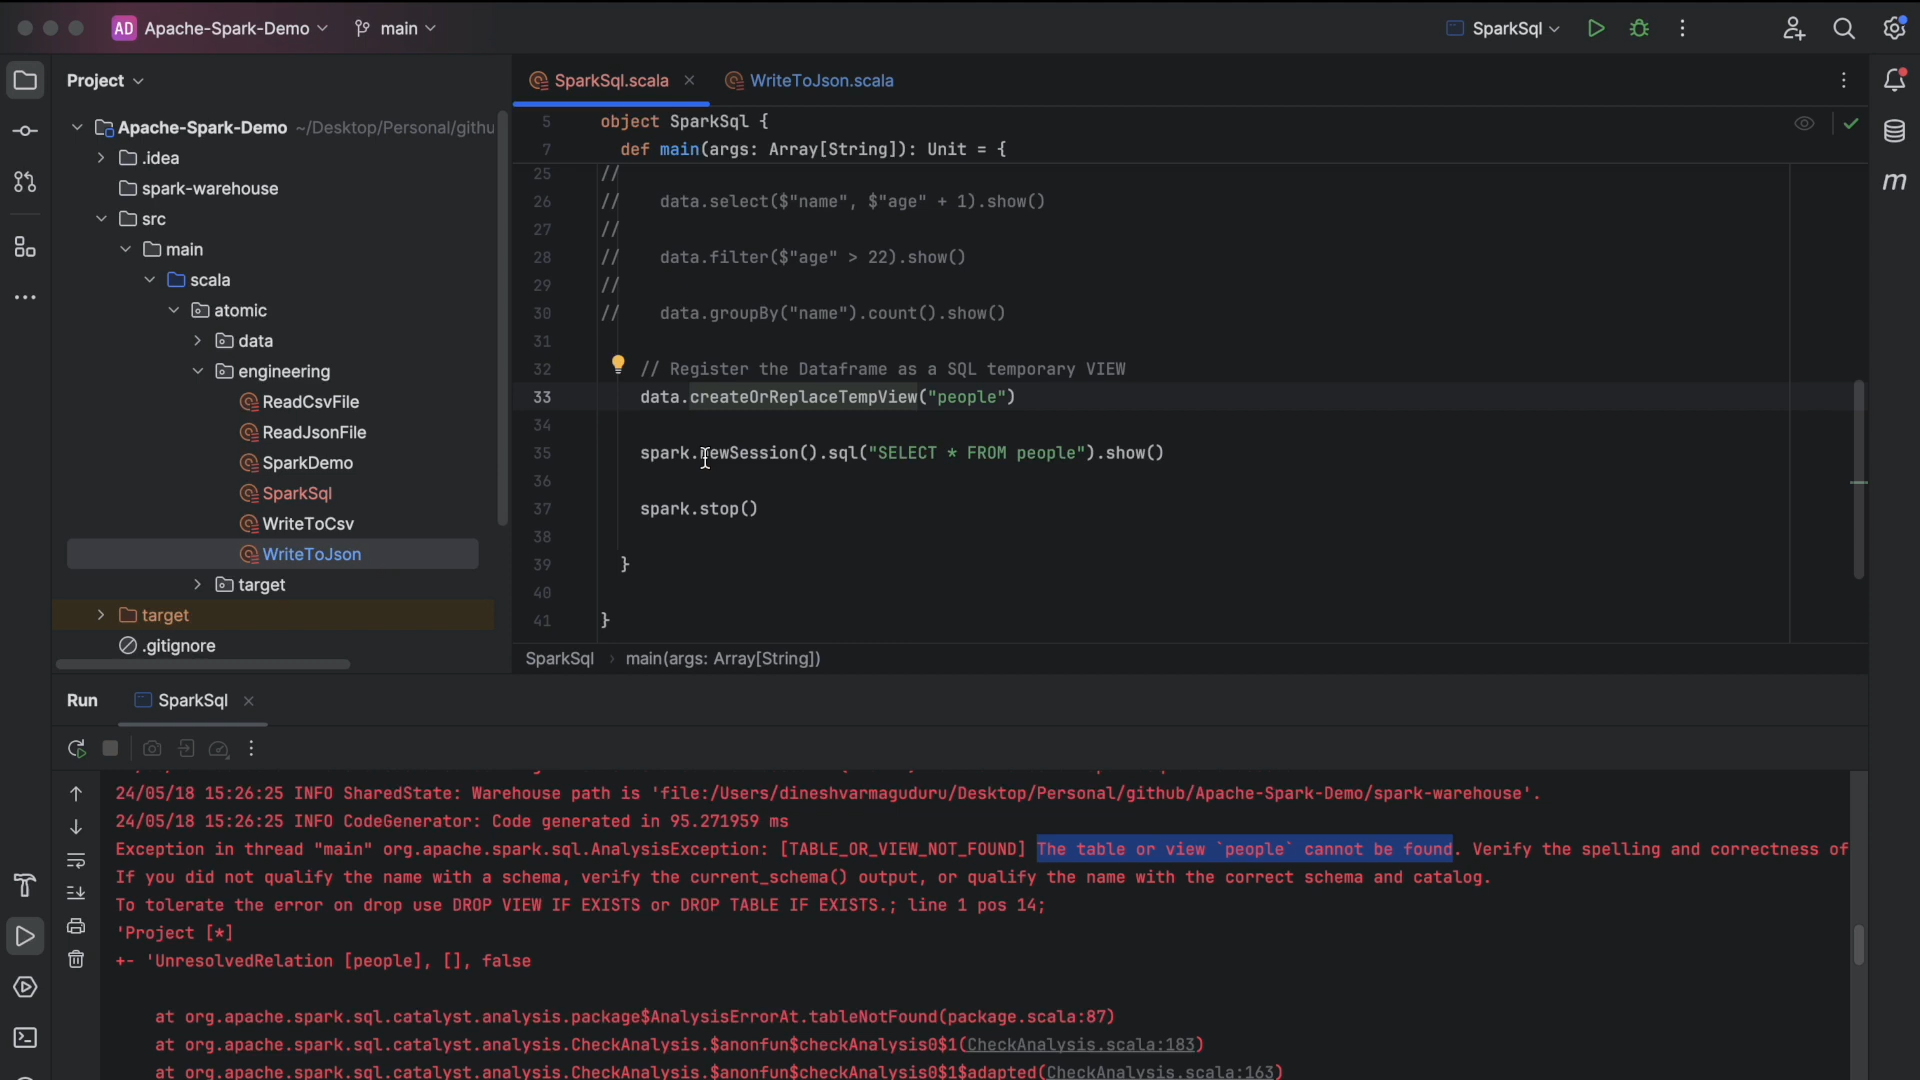 AD Apache-Spark-Demo main SparkSql
Project
SparkSql.scala
WriteToJson.scala
Apache-Spark-Demo ~/Desktop/Personal/githu
.idea
spark-warehouse
src
main
scala
atomic
data
engineering
ReadCsvFile
ReadJsonFile
SparkDemo
SparkSql
WriteToCsv
WriteToJson
target
target
.gitignore
5 object SparkSql {
7 def main(args: Array[String]): Unit = {
25 //
26 // data.select($"name", $"age" + 1).show()
27 //
28 // data.filter($"age" > 22).show()
29 //
30 // data.groupBy("name").count().show()
31
32 // Register the Dataframe as a SQL temporary VIEW
33 data.createOrReplaceTempView("people")
34
35 spark.newSession().sql("SELECT * FROM people").show()
36
37 spark.stop()
38
39 }
40
41 }
SparkSql > main(args: Array[String])
m
Run SparkSql
24/05/18 15:26:25 INFO SharedState: Warehouse path is 'file:/Users/dineshvarmaguduru/Desktop/Personal/github/Apache-Spark-Demo/spark-warehouse'.
24/05/18 15:26:25 INFO CodeGenerator: Code generated in 95.271959 ms
Exception in thread "main" org.apache.spark.sql.AnalysisException: [TABLE_OR_VIEW_NOT_FOUND] The table or view `people` cannot be found. Verify the spelling and correctness of
If you did not qualify the name with a schema, verify the current_schema() output, or qualify the name with the correct schema and catalog.
To tolerate the error on drop use DROP VIEW IF EXISTS or DROP TABLE IF EXISTS.; line 1 pos 14;
'Project [*]
+- 'UnresolvedRelation [people], [], false
at org.apache.spark.sql.catalyst.analysis.package$AnalysisErrorAt.tableNotFound(package.scala:87)
at org.apache.spark.sql.catalyst.analysis.CheckAnalysis.$anonfun$checkAnalysis0$1(CheckAnalysis.scala:183)
at org.apache.spark.sql.catalyst.analysis.CheckAnalysis.$anonfun$checkAnalysis0$1$adapted(CheckAnalysis.scala:163)